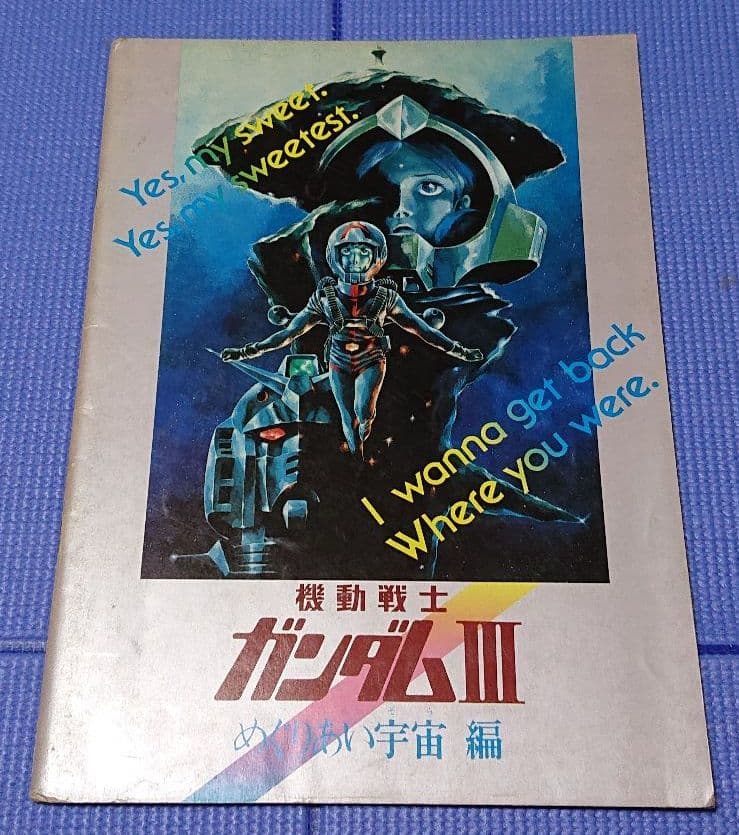 Yes, my sweet.
Yes, my sweetest.
I wanna get back
Where you were.
機動戦士
ガンダムIII
めぐりあい宇宙 編